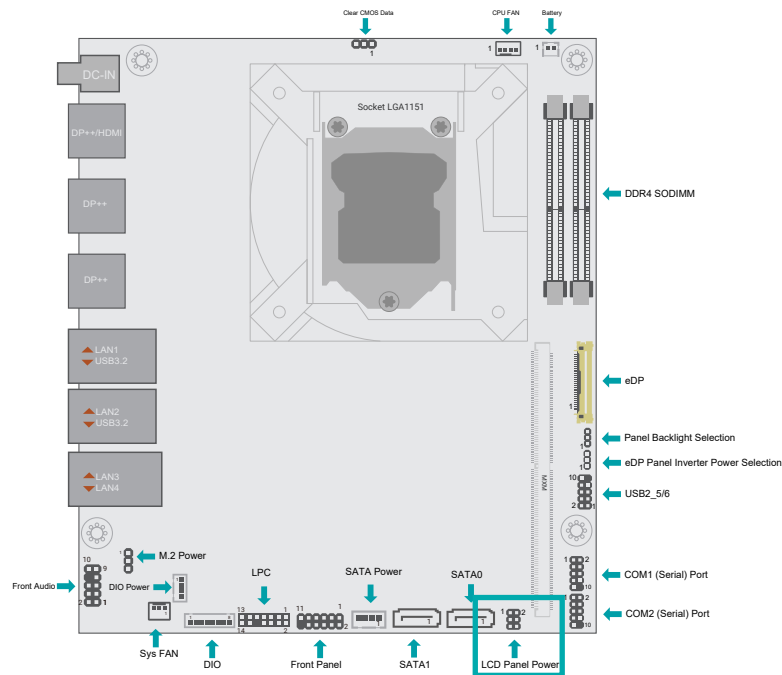 Clear CMOS Data
CPU FAN
Battery
1
1
1
DC-IN
Socket LGA1151
DP++/HDMI
DP++
DDR4 SODIMM
DP++
LAN1
USB3.2
eDP
1
LAN2
USB3.2
Panel Backlight Selection
1
eDP Panel Inverter Power Selection
1
LAN3
LAN4
MXM
10
USB2_5/6
2 1
M.2 Power
1
10
9
Front Audio
2 1
DIO Power
1
LPC
SATA Power
SATA0
1 2
COM1 (Serial) Port
10
1 2
COM2 (Serial) Port
10
13 1
14 2
11 1
2
1
1
1
1 2
1
Sys FAN
DIO
Front Panel
SATA1
LCD Panel Power